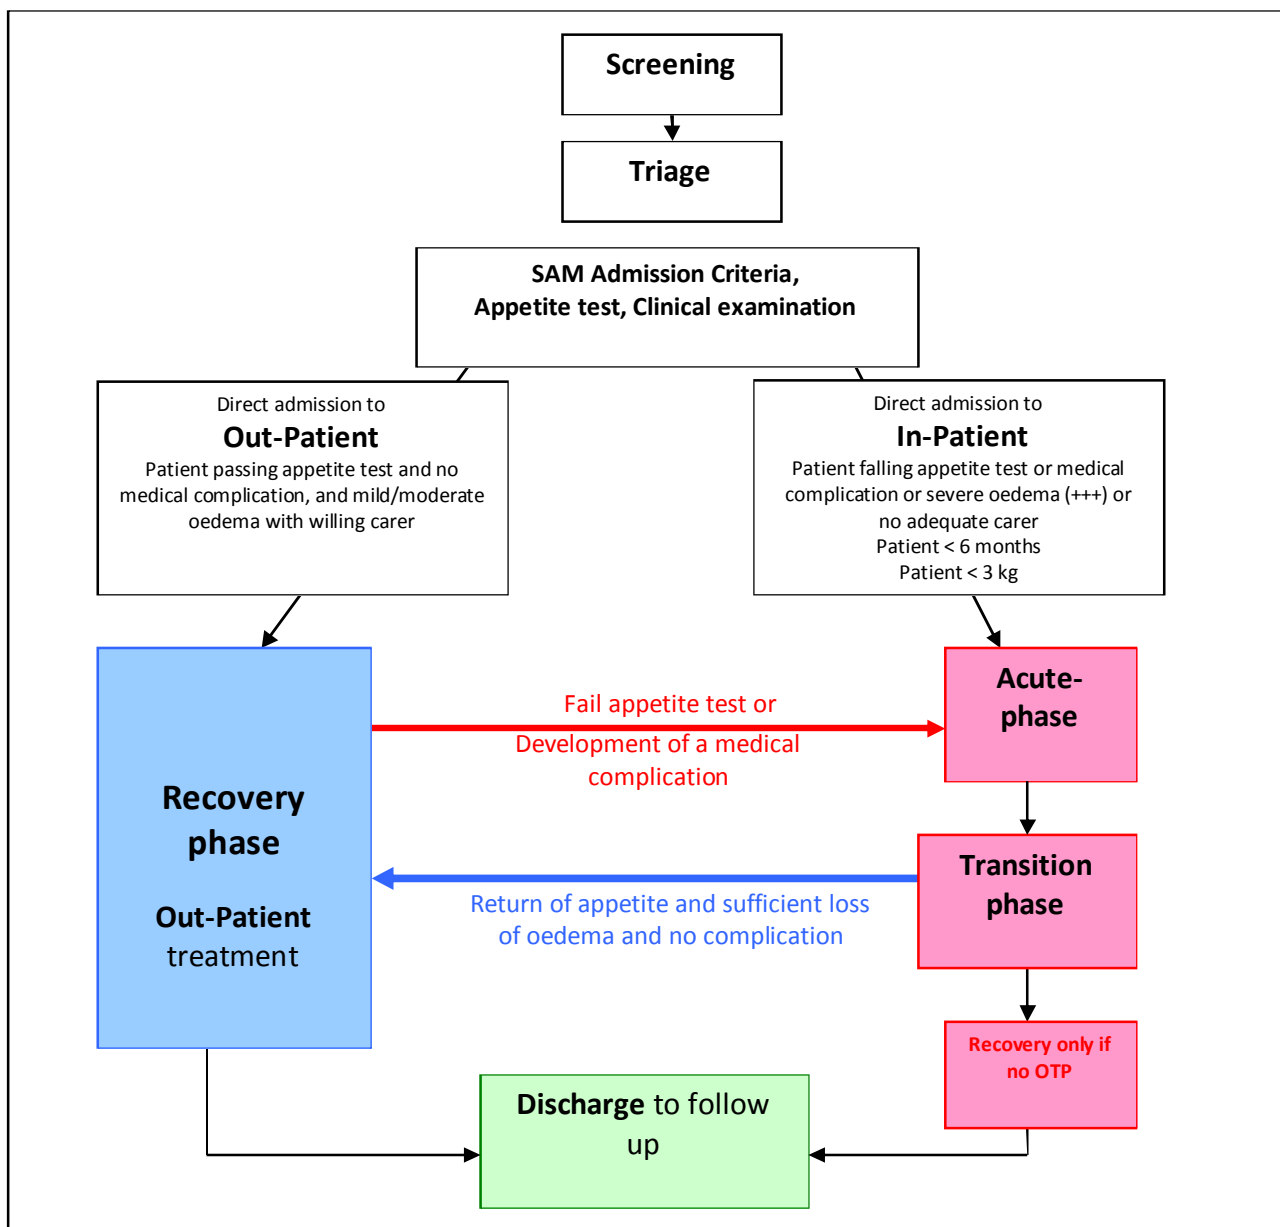 Screening
Triage
SAM Admission Criteria,
Appetite test, Clinical examination
Direct admission to
Out-Patient
Patient passing appetite test and no
medical complication, and mild/moderate
oedema with willing carer
Direct admission to
In-Patient
Patient falling appetite test or medical
complication or severe oedema (+++) or
no adequate carer
Patient < 6 months
Patient < 3 kg
Recovery
phase
Out-Patient
treatment
Fail appetite test or
Development of a medical
complication
Acute-
phase
Return of appetite and sufficient loss
of oedema and no complication
Transition
phase
Recovery only if
no OTP
Discharge to follow
up